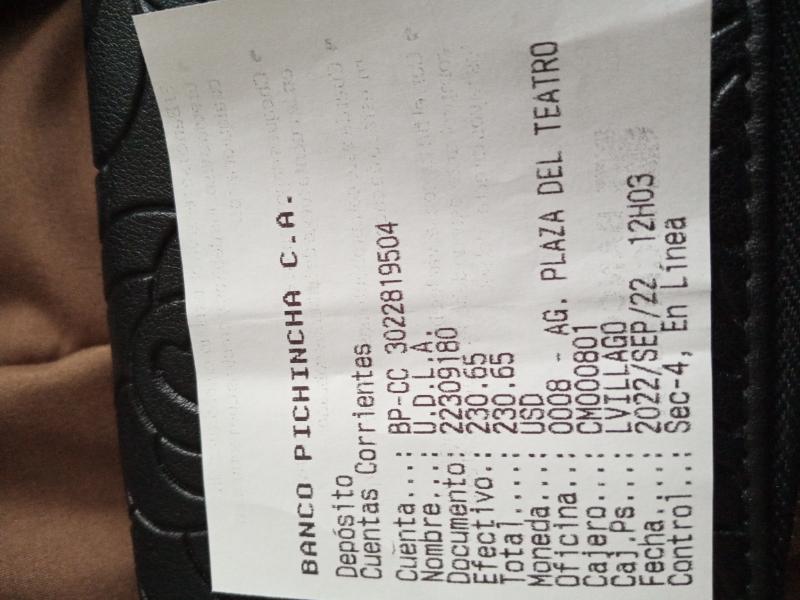 BANCO PICHINCHA C.A.
Depósito
Cuentas Corrientes
Cuenta...: BP-CC 3022819504
Nombre...: U.D.L.A.
Documento: 22309180
Efectivo.: 230.65
Total....: 230.65
Moneda...: USD
Oficina..: 0008 - AG. PLAZA DEL TEATRO
Cajero...: CM000801
Caj.Ps...: LVILLAGO
Fecha....: 2022/SEP/22 12H03
Control..: Sec-4, En Línea